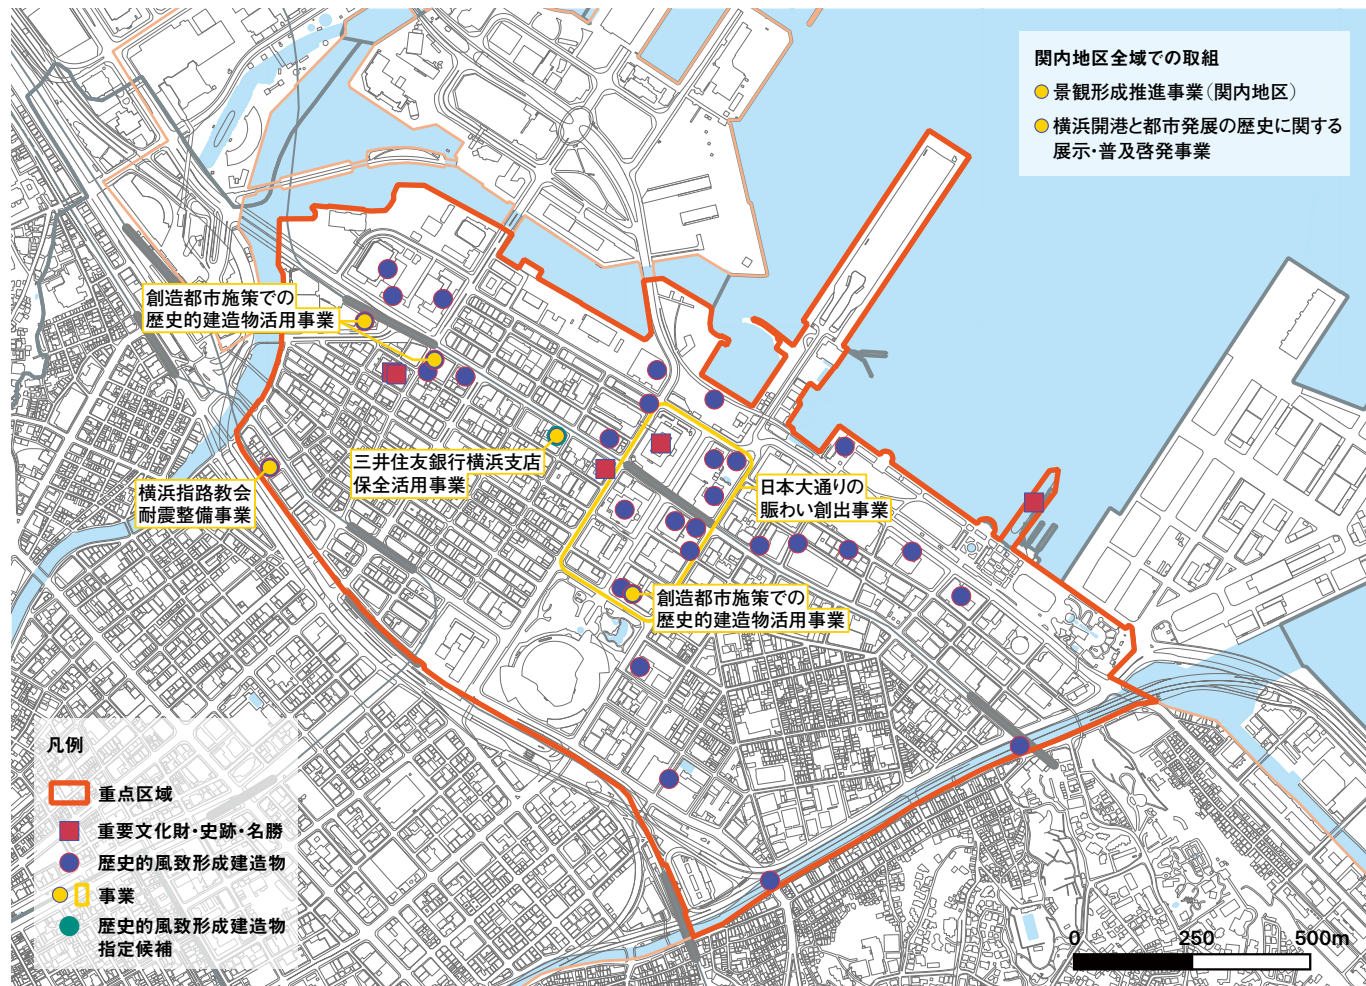 関内地区全域での取組
景観形成推進事業(関内地区)
横浜開港と都市発展の歴史に関する
展示・普及啓発事業
創造都市施策での
歴史的建造物活用事業
三井住友銀行横浜支店
保全活用事業
横浜指路教会
耐震整備事業
日本大通りの
賑わい創出事業
創造都市施策での
歴史的建造物活用事業
凡例
重点区域
重要文化財・史跡・名勝
歴史的風致形成建造物
事業
歴史的風致形成建造物
指定候補
0 250 500m